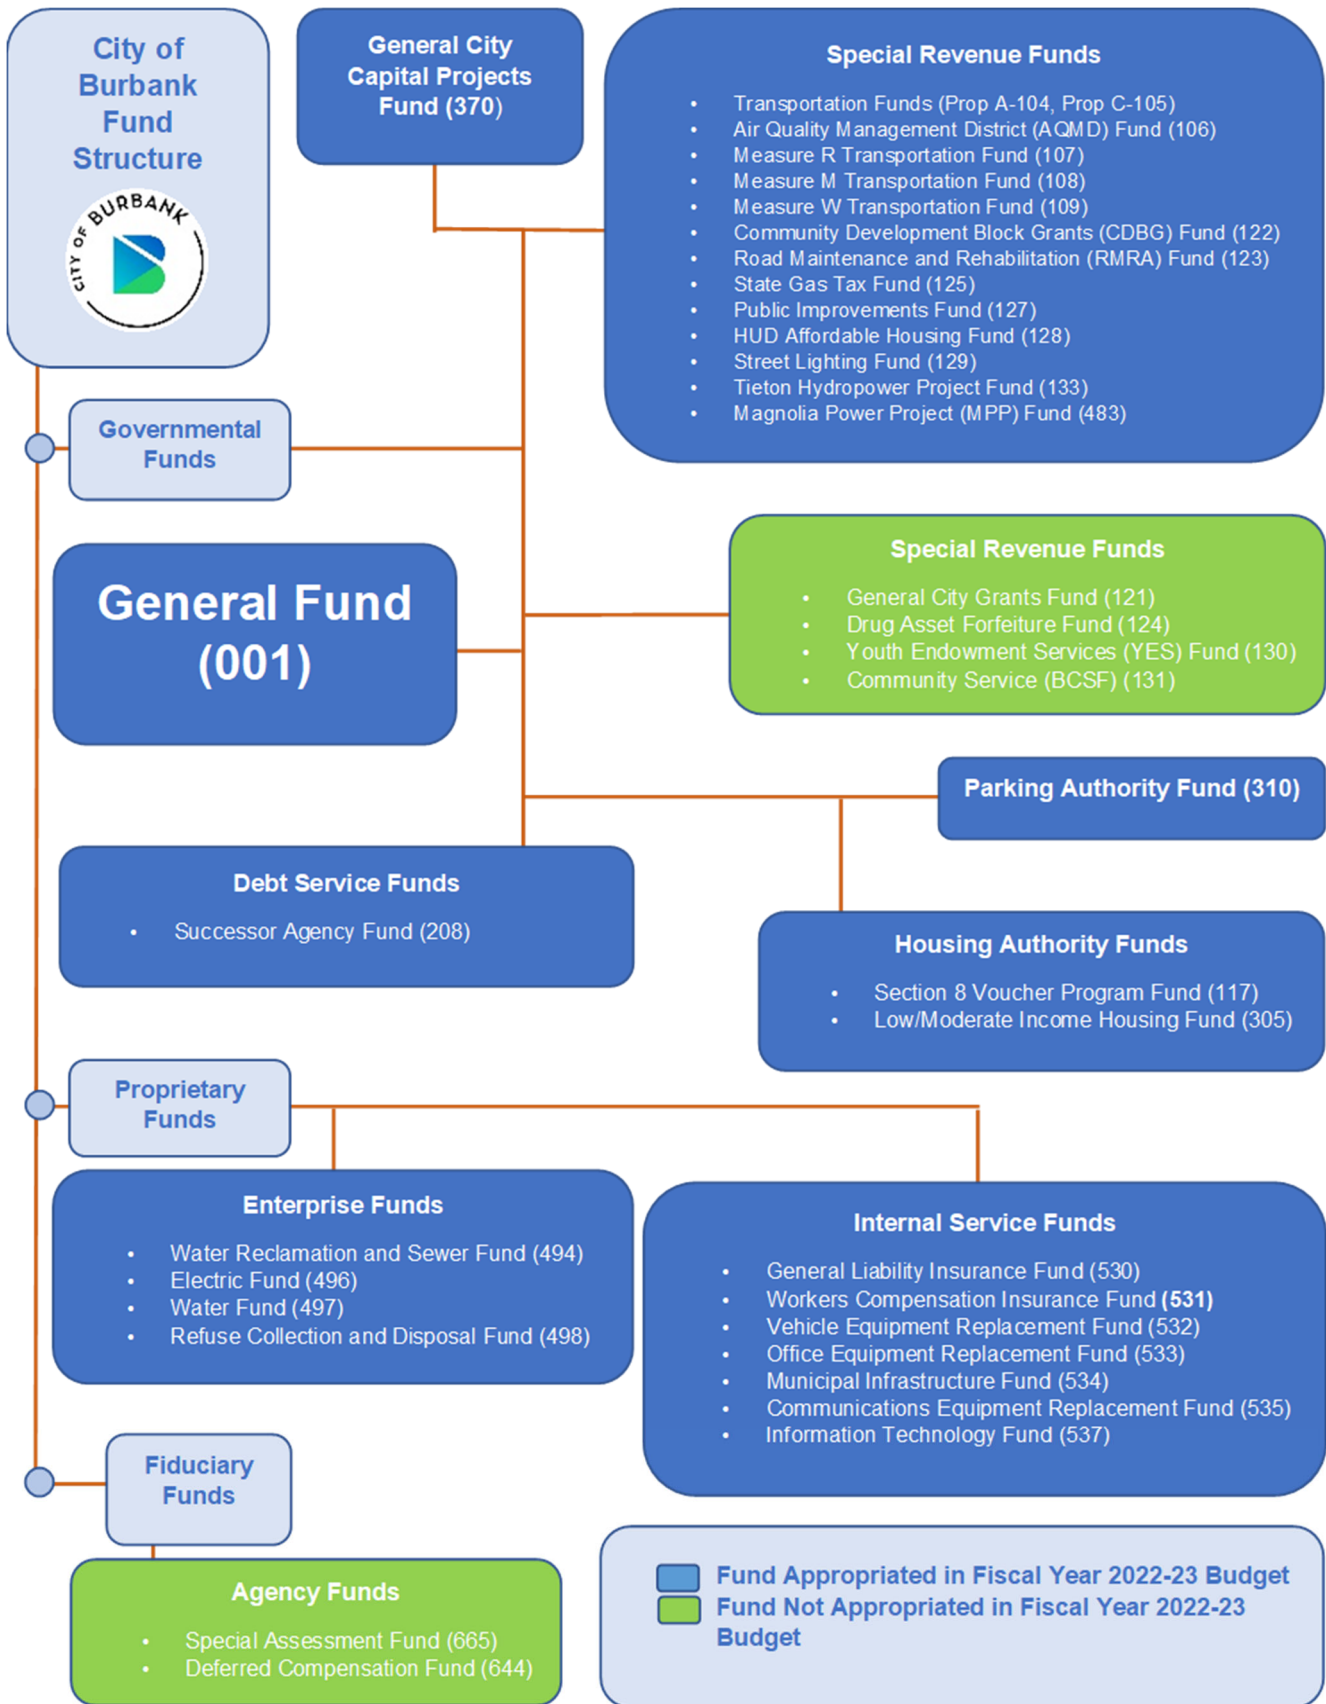 City of
Burbank
Fund
Structure
CITY OF BURBANK
General City
Capital Projects
Fund (370)
Special Revenue Funds
• Transportation Funds (Prop A-104, Prop C-105)
• Air Quality Management District (AQMD) Fund (106)
• Measure R Transportation Fund (107)
• Measure M Transportation Fund (108)
• Measure W Transportation Fund (109)
• Community Development Block Grants (CDBG) Fund (122)
• Road Maintenance and Rehabilitation (RMRA) Fund (123)
• State Gas Tax Fund (125)
• Public Improvements Fund (127)
• HUD Affordable Housing Fund (128)
• Street Lighting Fund (129)
• Tieton Hydropower Project Fund (133)
• Magnolia Power Project (MPP) Fund (483)
Governmental
Funds
General Fund
(001)
Special Revenue Funds
• General City Grants Fund (121)
• Drug Asset Forfeiture Fund (124)
• Youth Endowment Services (YES) Fund (130)
• Community Service (BCSF) (131)
Parking Authority Fund (310)
Debt Service Funds
• Successor Agency Fund (208)
Housing Authority Funds
• Section 8 Voucher Program Fund (117)
• Low/Moderate Income Housing Fund (305)
Proprietary
Funds
Enterprise Funds
• Water Reclamation and Sewer Fund (494)
• Electric Fund (496)
• Water Fund (497)
• Refuse Collection and Disposal Fund (498)
Internal Service Funds
• General Liability Insurance Fund (530)
• Workers Compensation Insurance Fund (531)
• Vehicle Equipment Replacement Fund (532)
• Office Equipment Replacement Fund (533)
• Municipal Infrastructure Fund (534)
• Communications Equipment Replacement Fund (535)
• Information Technology Fund (537)
Fiduciary
Funds
Agency Funds
• Special Assessment Fund (665)
• Deferred Compensation Fund (644)
Fund Appropriated in Fiscal Year 2022-23 Budget
Fund Not Appropriated in Fiscal Year 2022-23
Budget